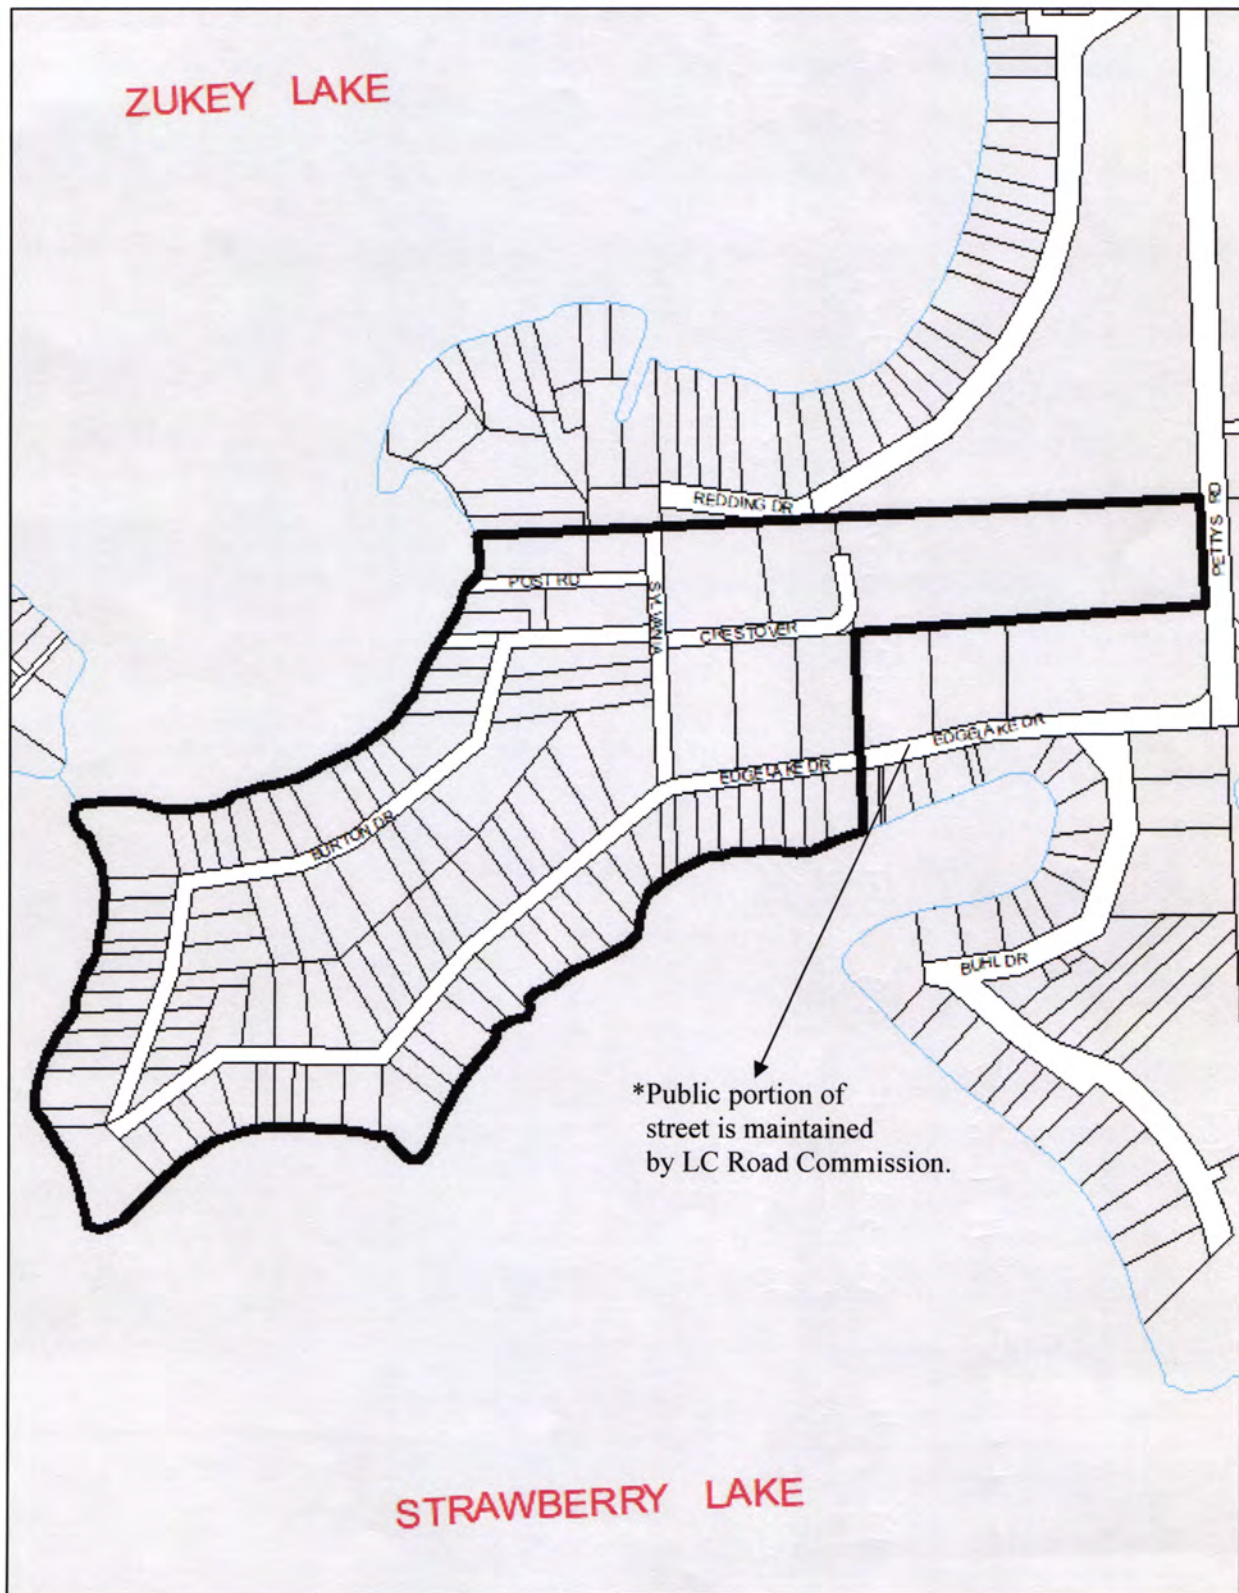 ZUKEY LAKE
REDDING DR
PETTYS RD
POST RD
SYLVANIA
CRESTOVER
EDGELAKE DR
EDGELAKE DR
BURTON DR
BUHL DR
*Public portion of
street is maintained
by LC Road Commission.
STRAWBERRY LAKE